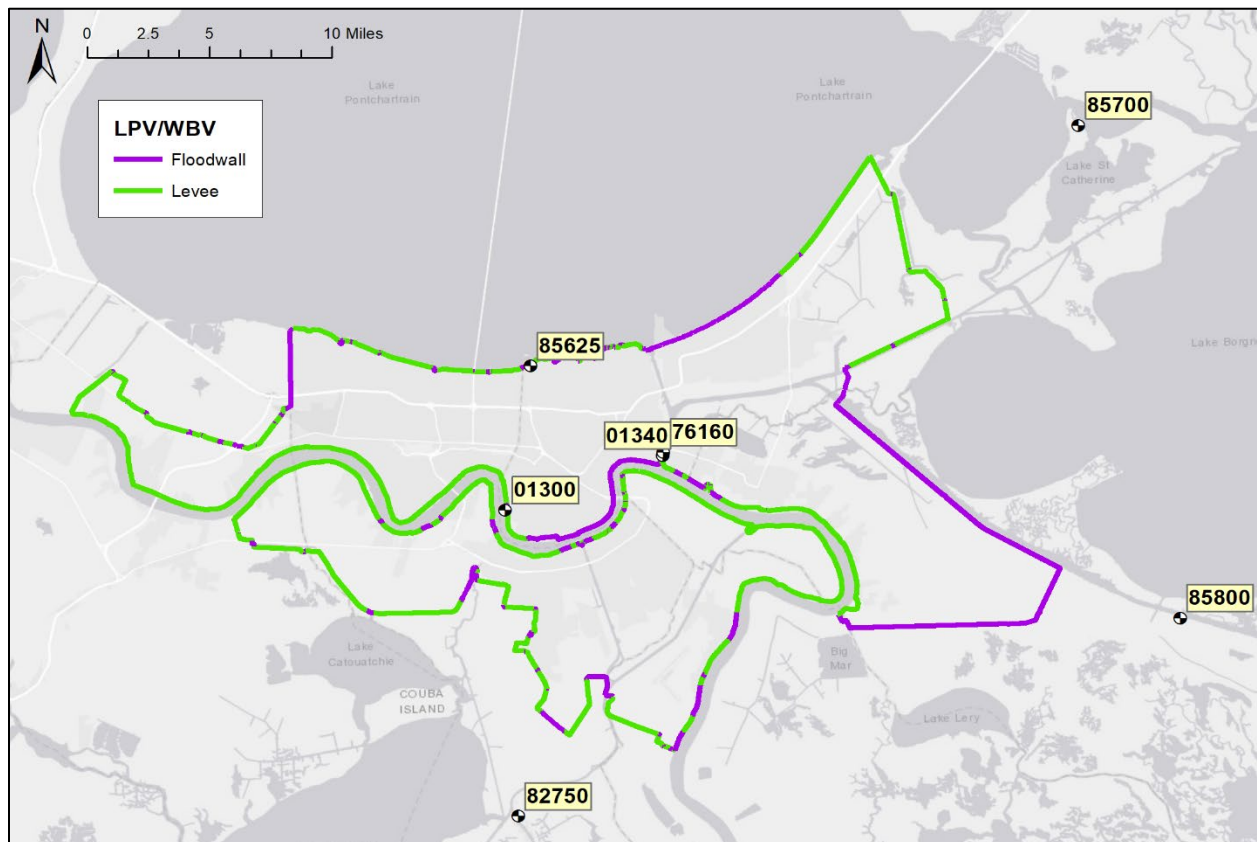 N
0 2.5 5 10 Miles
LPV/WBV
Floodwall
Levee
Lake
Pontchartrain
Lake
Pontchartrain
85700
Lake St
Catherine
Lake Borgne
85625
01340
76160
01300
85800
Lake
Catouatchie
COUBA
ISLAND
Big
Mar
Lake Lery
82750